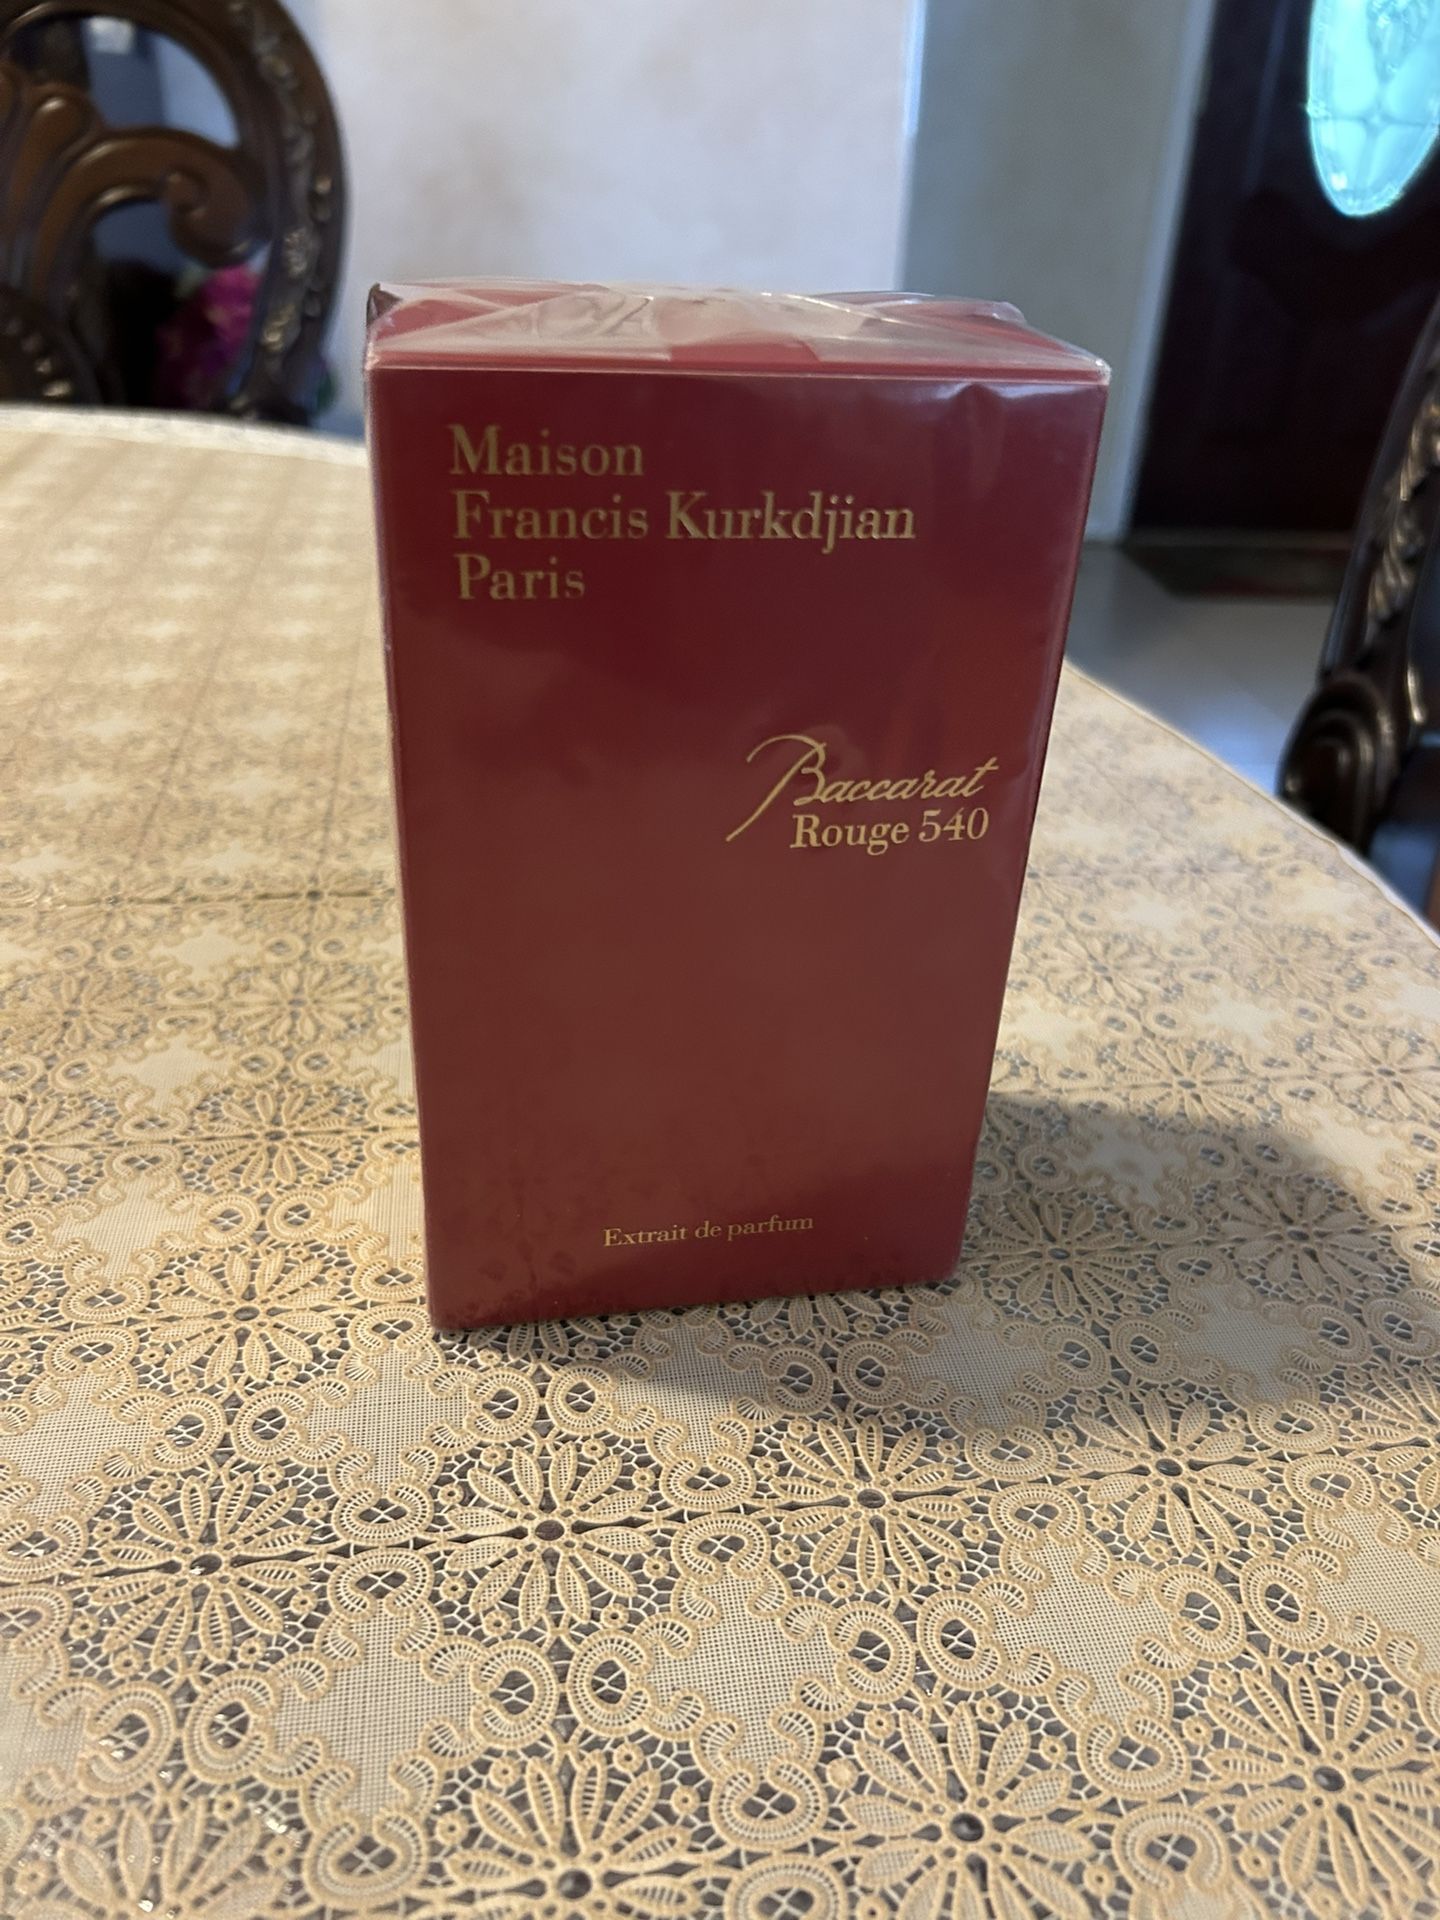 Maison
Francis Kurkdjian
Paris
Baccarat
Rouge 540
Extrait de parfum